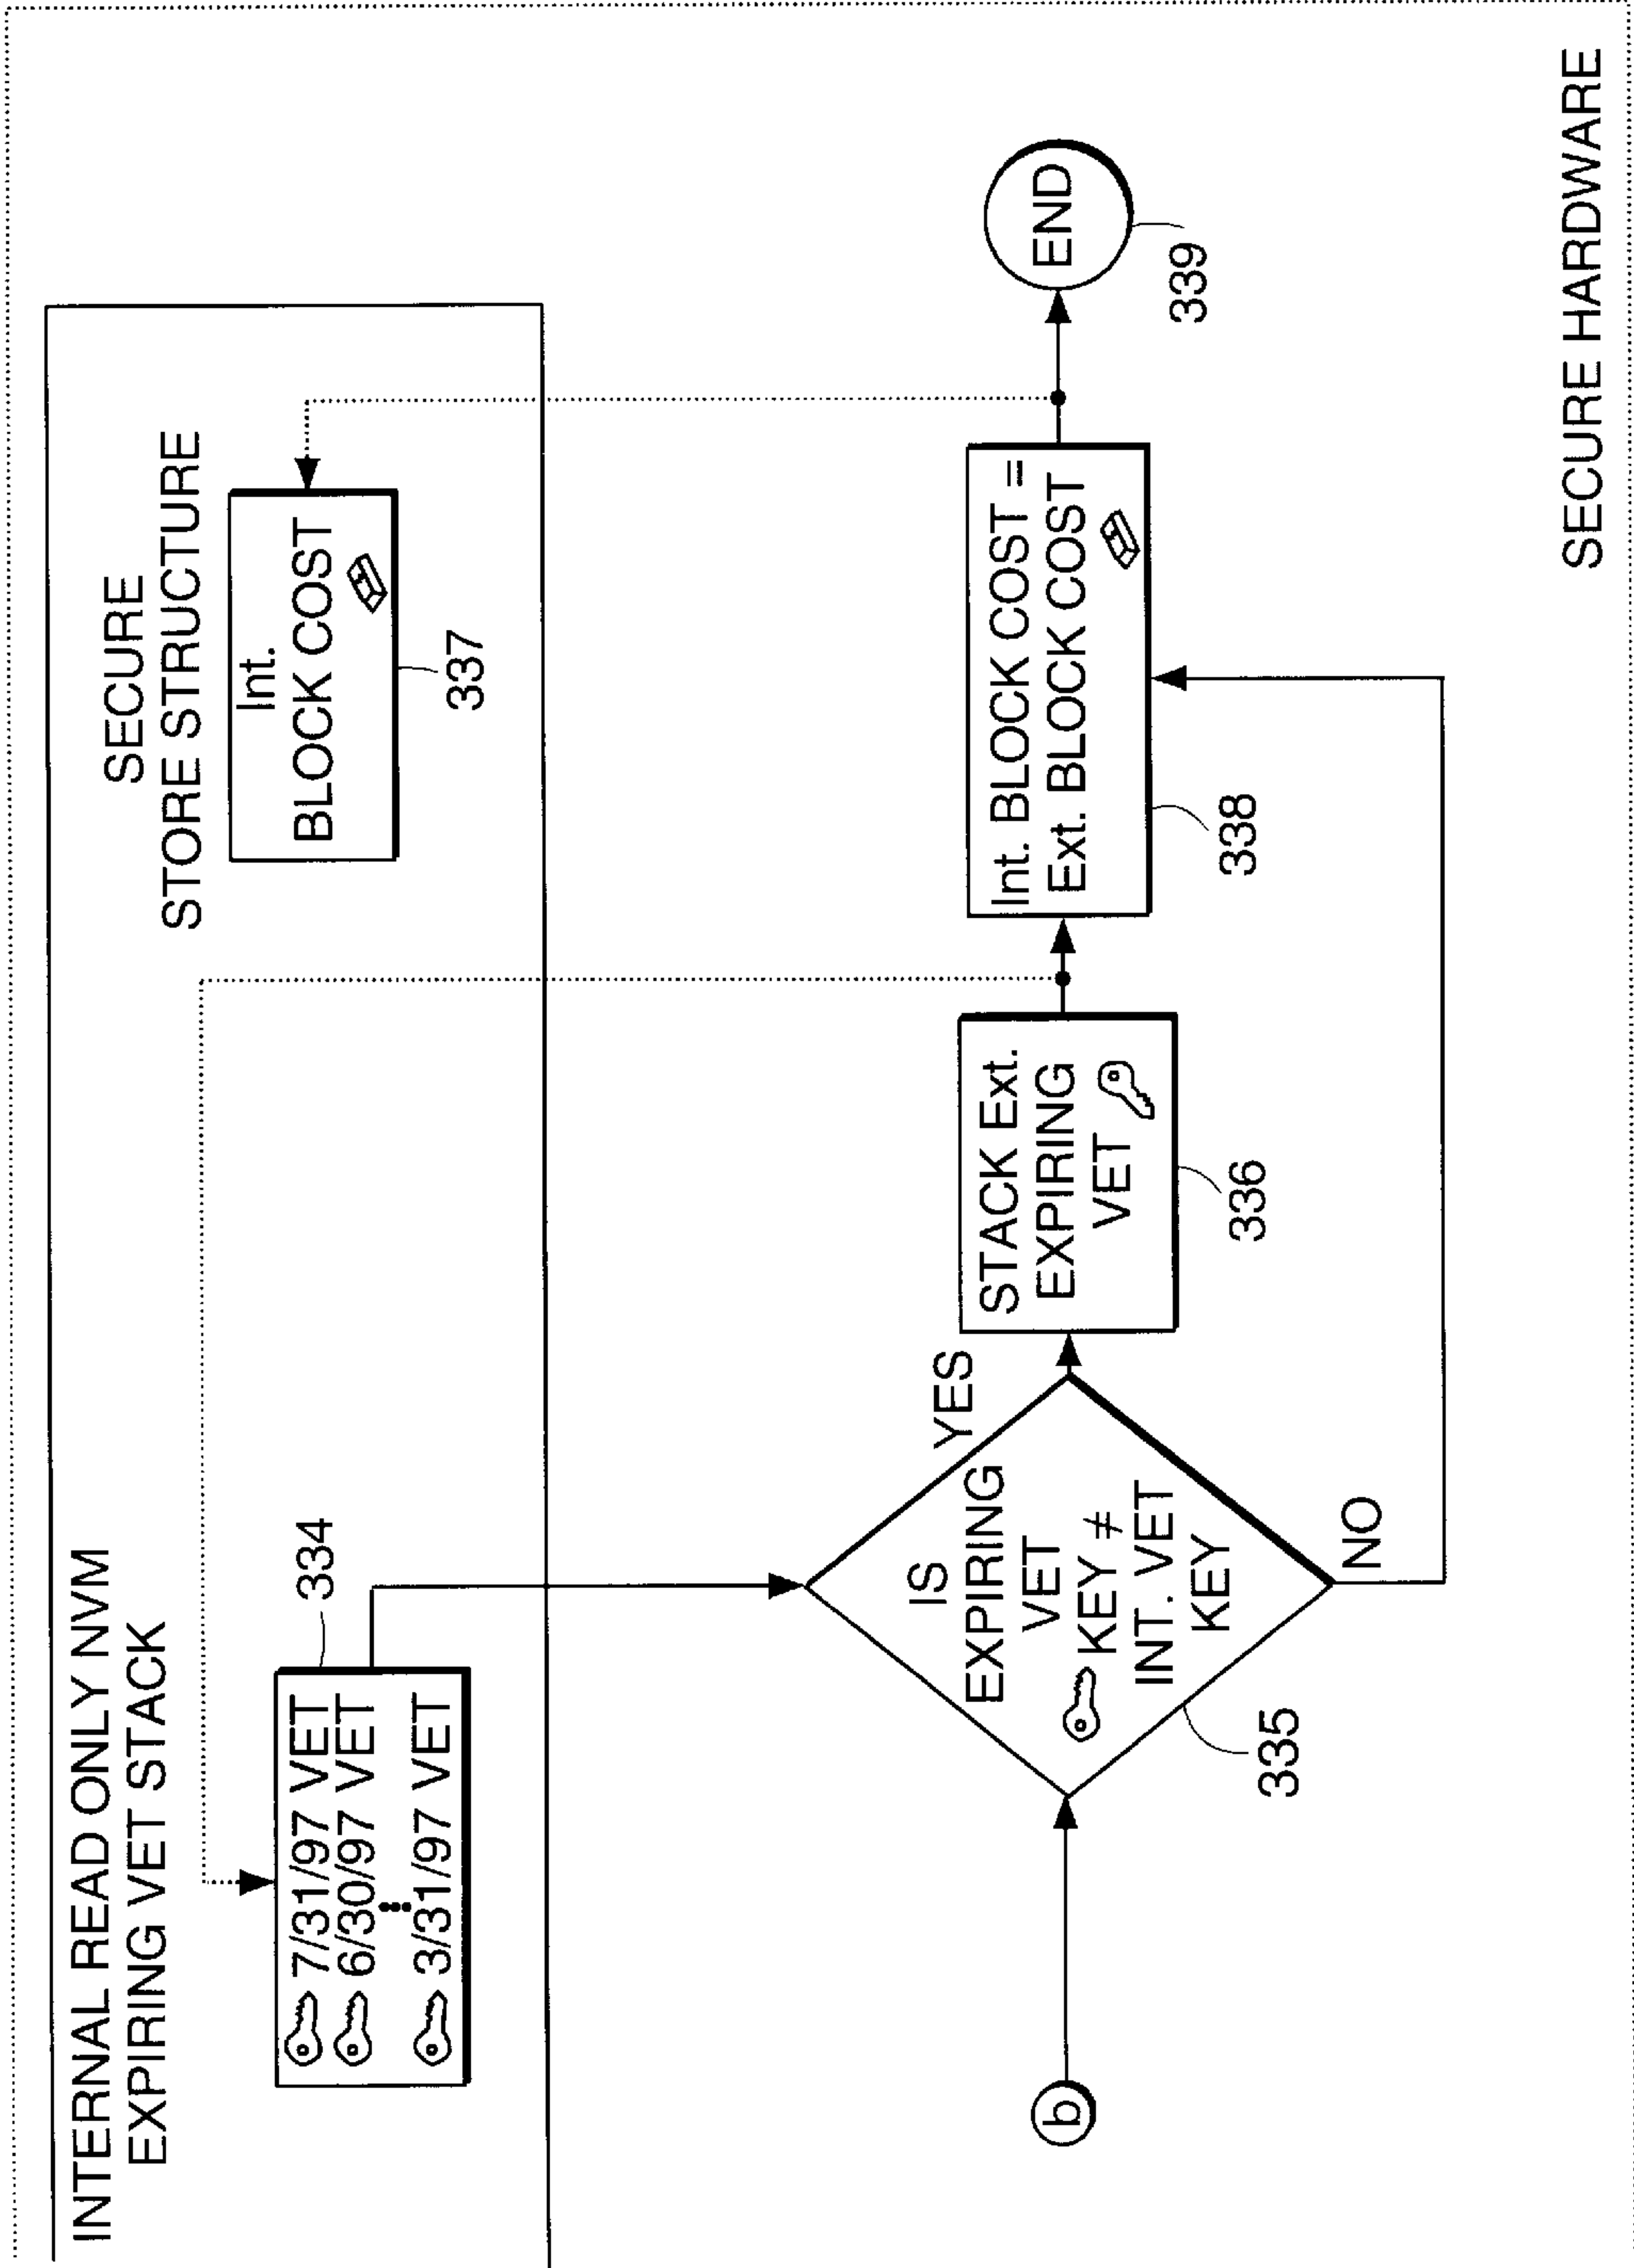 INTERNAL READ ONLY NVM
EXPIRING VET STACK
7/31/97 VET
6/30/97 VET
3/31/97 VET
334
SECURE
STORE STRUCTURE
Int.
BLOCK COST
337
b
IS
EXPIRING
VET
KEY ≠
INT. VET
KEY
335
YES
NO
STACK Ext.
EXPIRING
VET
336
Int. BLOCK COST =
Ext. BLOCK COST
338
END
339
SECURE HARDWARE